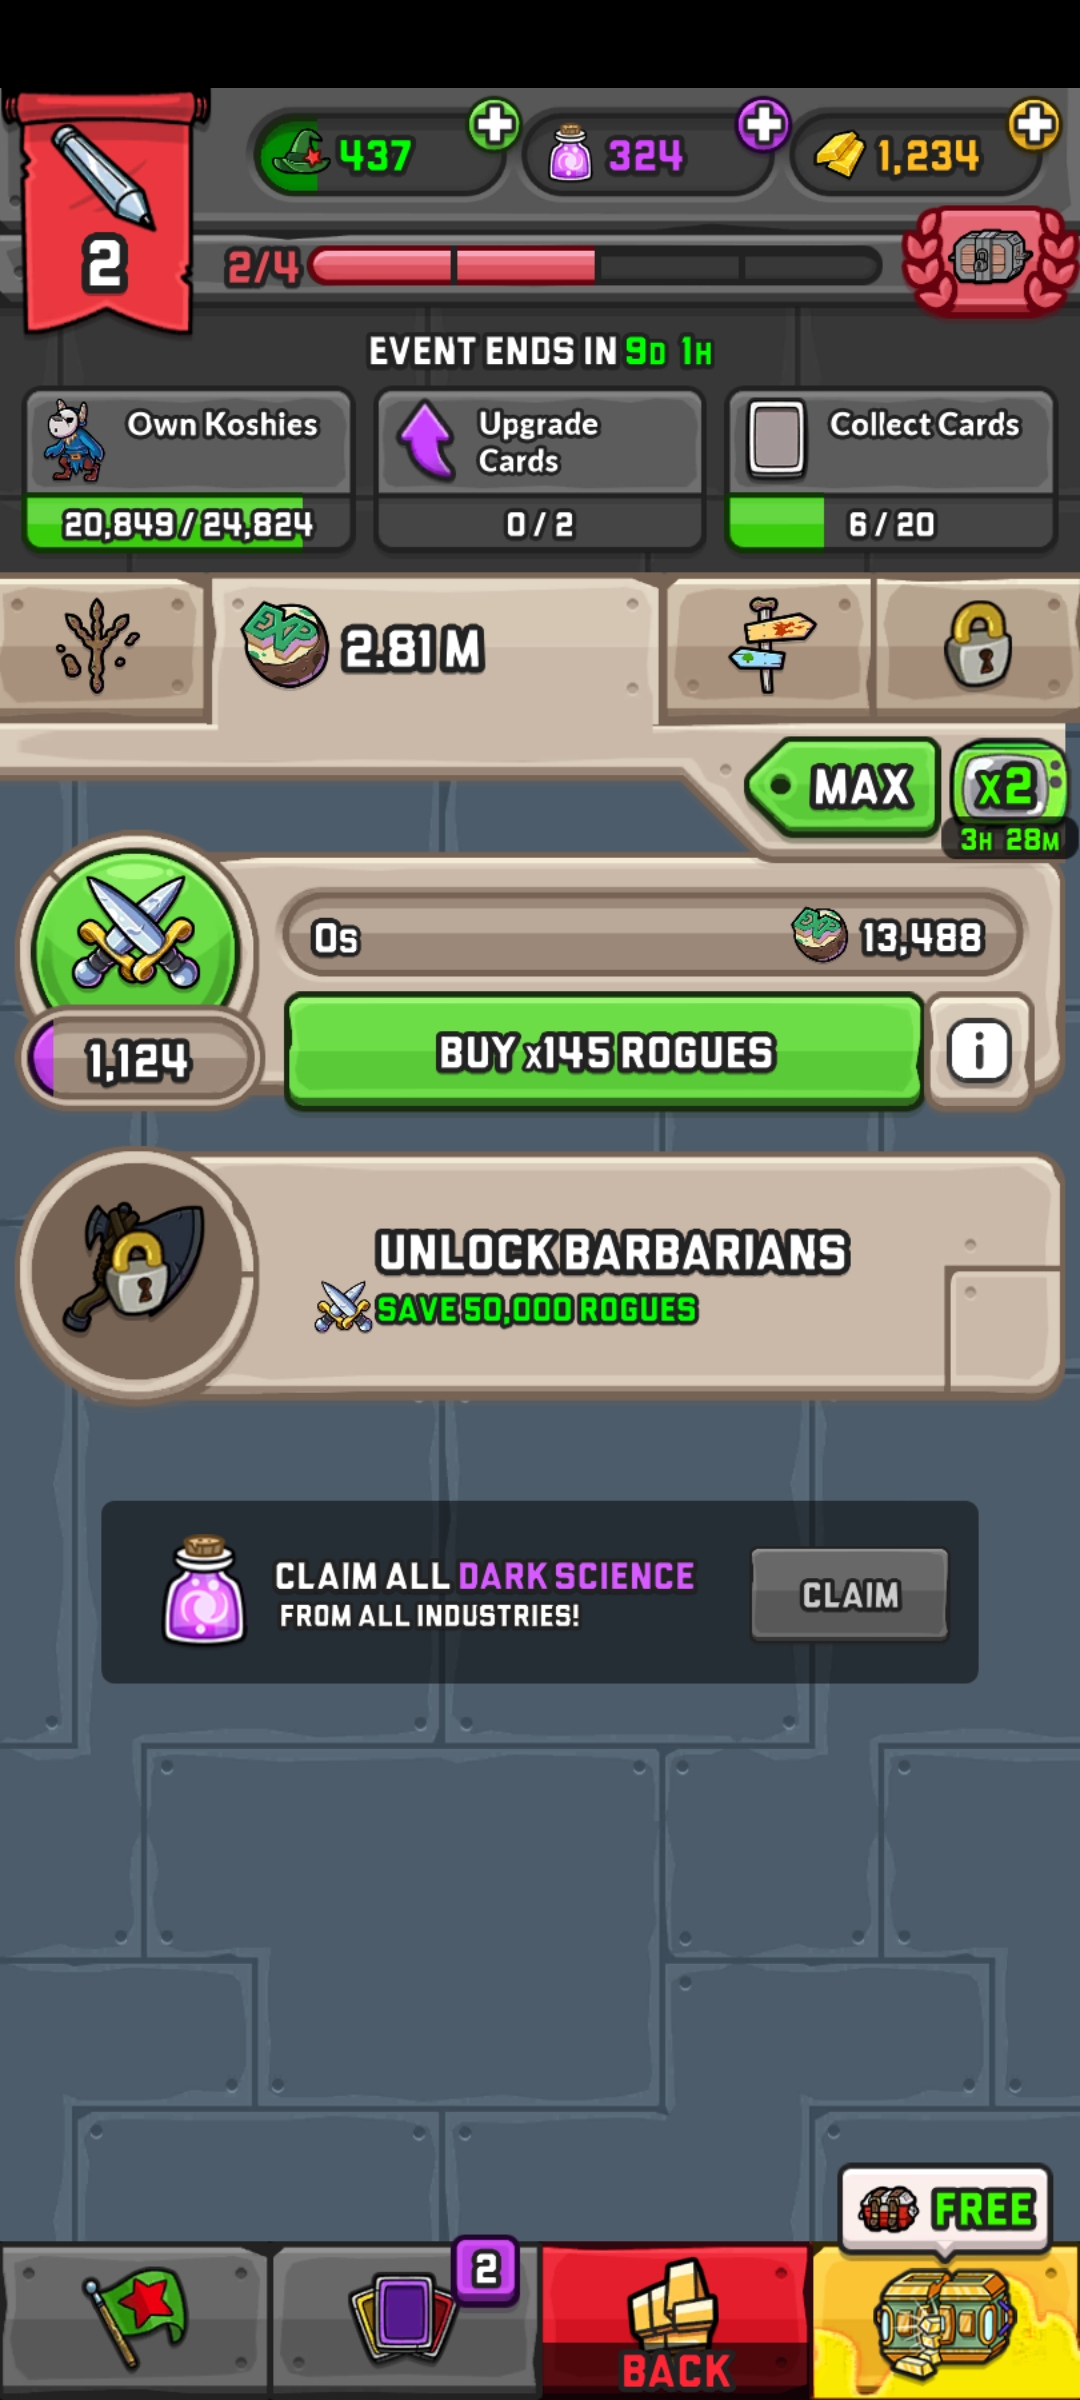 437
324
1,234
2
2/4
EVENT ENDS IN 9D 1H
Own Koshies
20,849 / 24,824
Upgrade
Cards
0 / 2
Collect Cards
6 / 20
EXP
2.81 M
MAX
x2
3H 28M
0s
EXP
13,488
1,124
BUY x145 ROGUES
i
UNLOCK BARBARIANS
SAVE 50,000 ROGUES
CLAIM ALL DARK SCIENCE
FROM ALL INDUSTRIES!
CLAIM
FREE
2
BACK